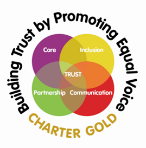 Building Trust by Promoting Equal Voice
Care
Inclusion
TRUST
Partnership
Communication
CHARTER GOLD